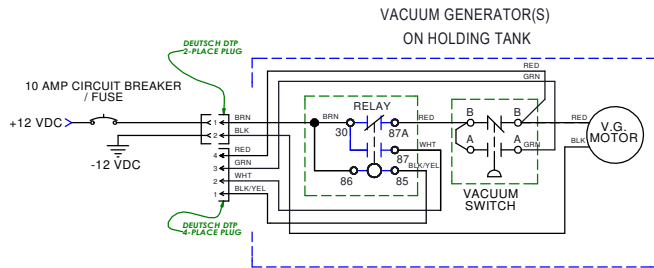 VACUUM GENERATOR(S)
ON HOLDING TANK
DEUTSCH DTP
2-PLACE PLUG
10 AMP CIRCUIT BREAKER
/ FUSE
+12 VDC
-12 VDC
1
2
BRN
BLK
4
3
2
1
RED
GRN
WHT
BLK/YEL
DEUTSCH DTP
4-PLACE PLUG
RELAY
BRN
30
87A
87
86
85
RED
WHT
BLK/YEL
RED
GRN
B
B
A
A
GRN
VACUUM
SWITCH
RED
BLK
V.G.
MOTOR